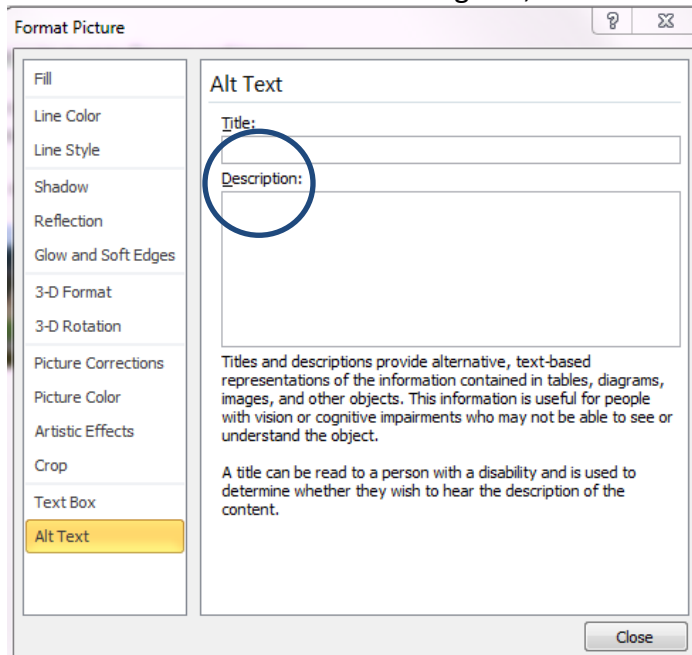 Format Picture
Fill
Line Color
Line Style
Shadow
Reflection
Glow and Soft Edges
3-D Format
3-D Rotation
Picture Corrections
Picture Color
Artistic Effects
Crop
Text Box
Alt Text
Alt Text
Title:
Description:
Titles and descriptions provide alternative, text-based
representations of the information contained in tables, diagrams,
images, and other objects. This information is useful for people
with vision or cognitive impairments who may not be able to see or
understand the object.
A title can be read to a person with a disability and is used to
determine whether they wish to hear the description of the
content.
Close